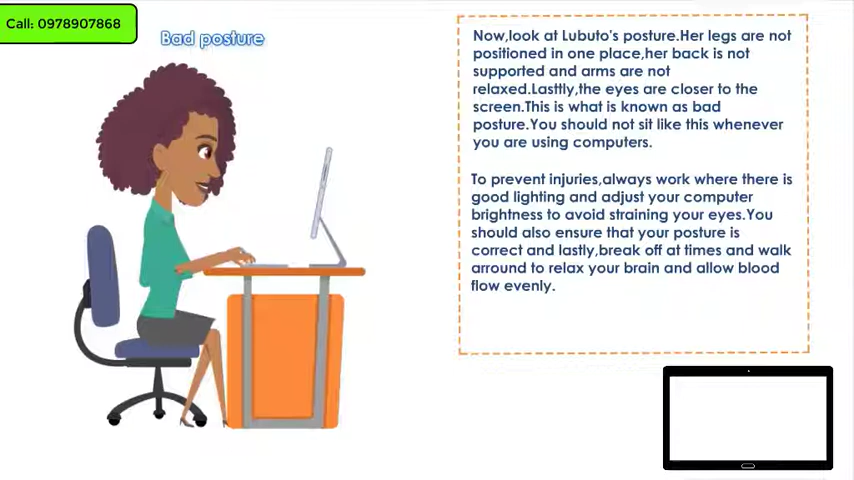 Call: 0978907868
Bad posture
Now,look at Lubuto's posture.Her legs are not
positioned in one place,her back is not
supported and arms are not
relaxed.Lasttly,the eyes are closer to the
screen.This is what is known as bad
posture.You should not sit like this whenever
you are using computers.
To prevent injuries,always work where there is
good lighting and adjust your computer
brightness to avoid straining your eyes.You
should also ensure that your posture is
correct and lastly,break off at times and walk
arround to relax your brain and allow blood
flow evenly.